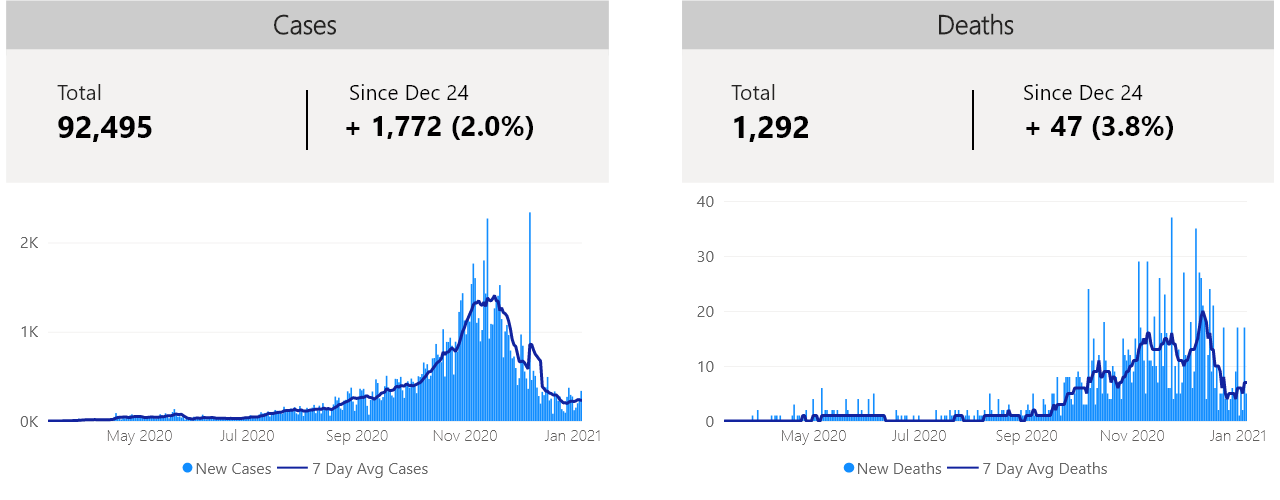 Cases
Total
Since Dec 24
92,495
+ 1,772 (2.0%)
2K
1K
0K
May 2020
Jul 2020
Sep 2020
Nov 2020
Jan 2021
New Cases
7 Day Avg Cases
Deaths
Total
Since Dec 24
1,292
+ 47 (3.8%)
40
30
20
10
0
May 2020
Jul 2020
Sep 2020
Nov 2020
Jan 2021
New Deaths
7 Day Avg Deaths